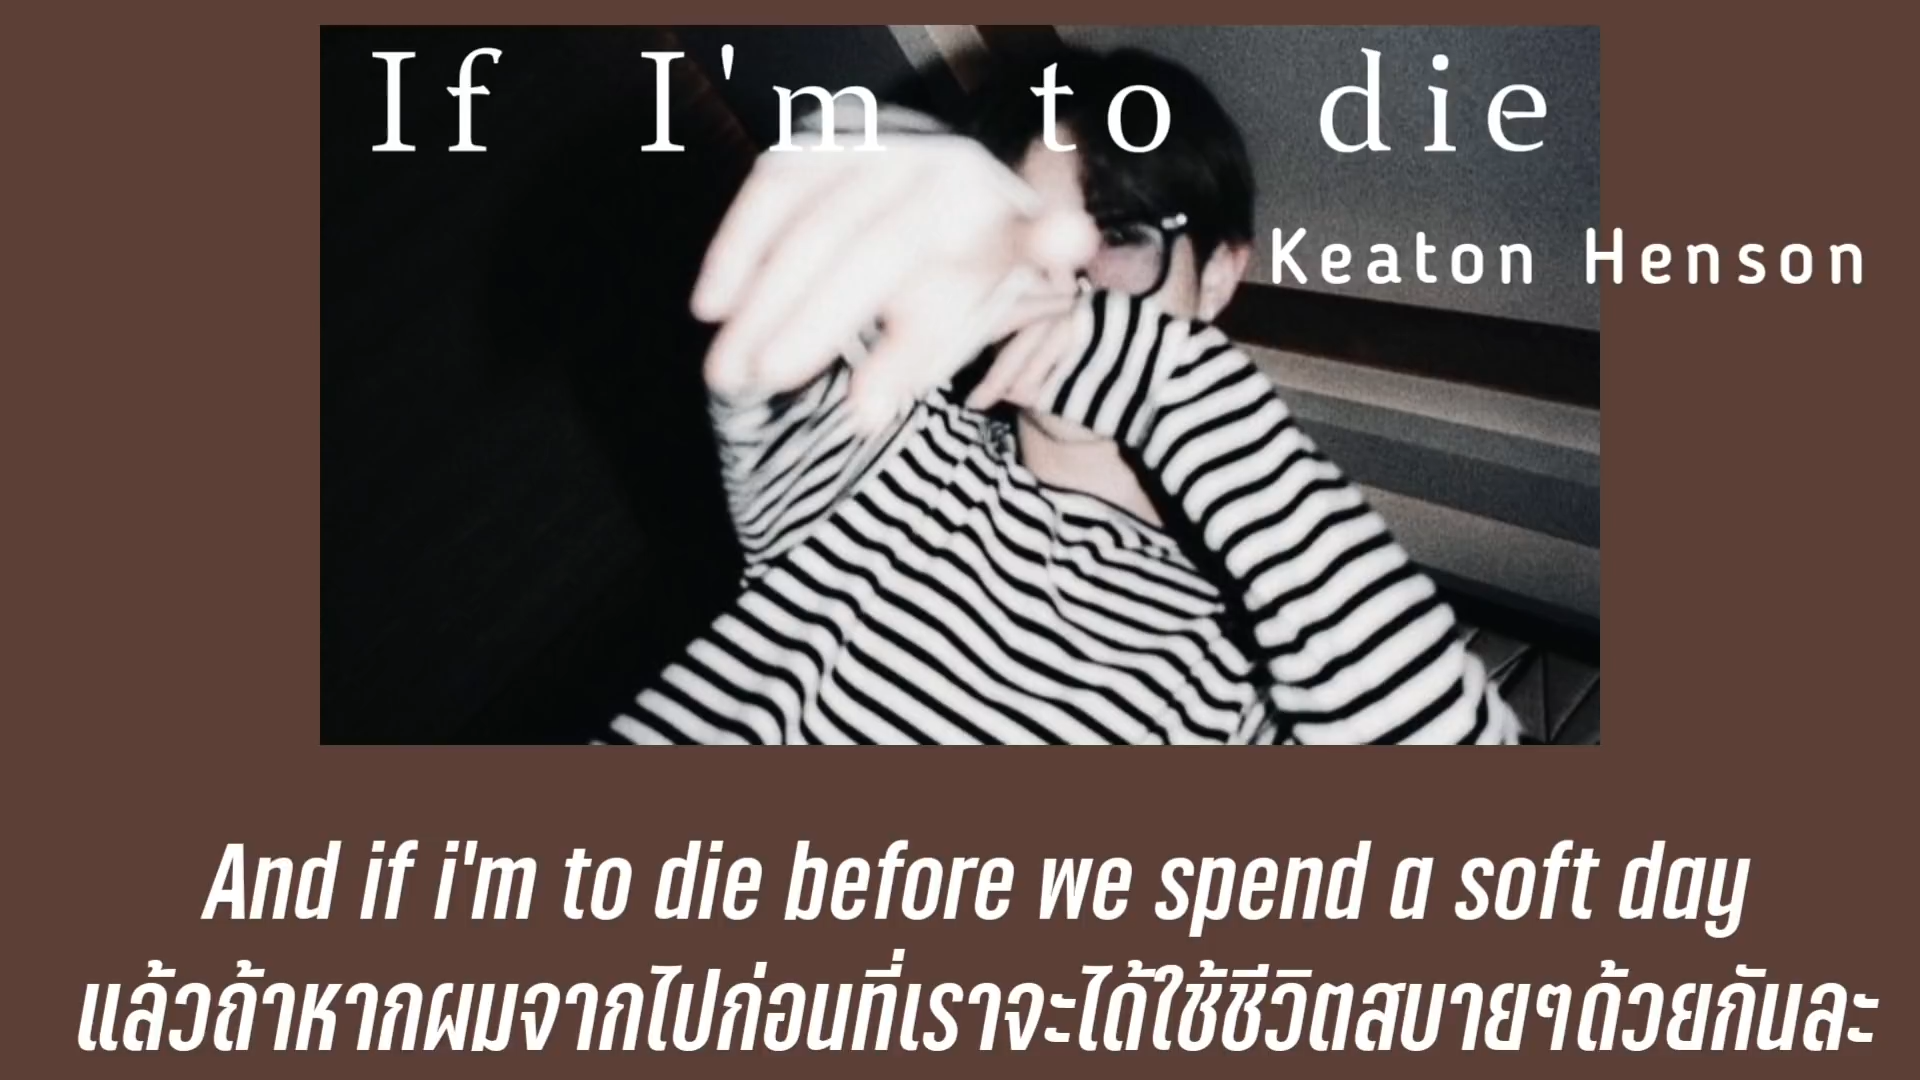 If I'm to die
Keaton Henson
And if i'm to die before we spend a soft day
แล้วถ้าหากผมจากไปก่อนที่เราจะได้ใช้ชีวิตสบายๆด้วยกันละ